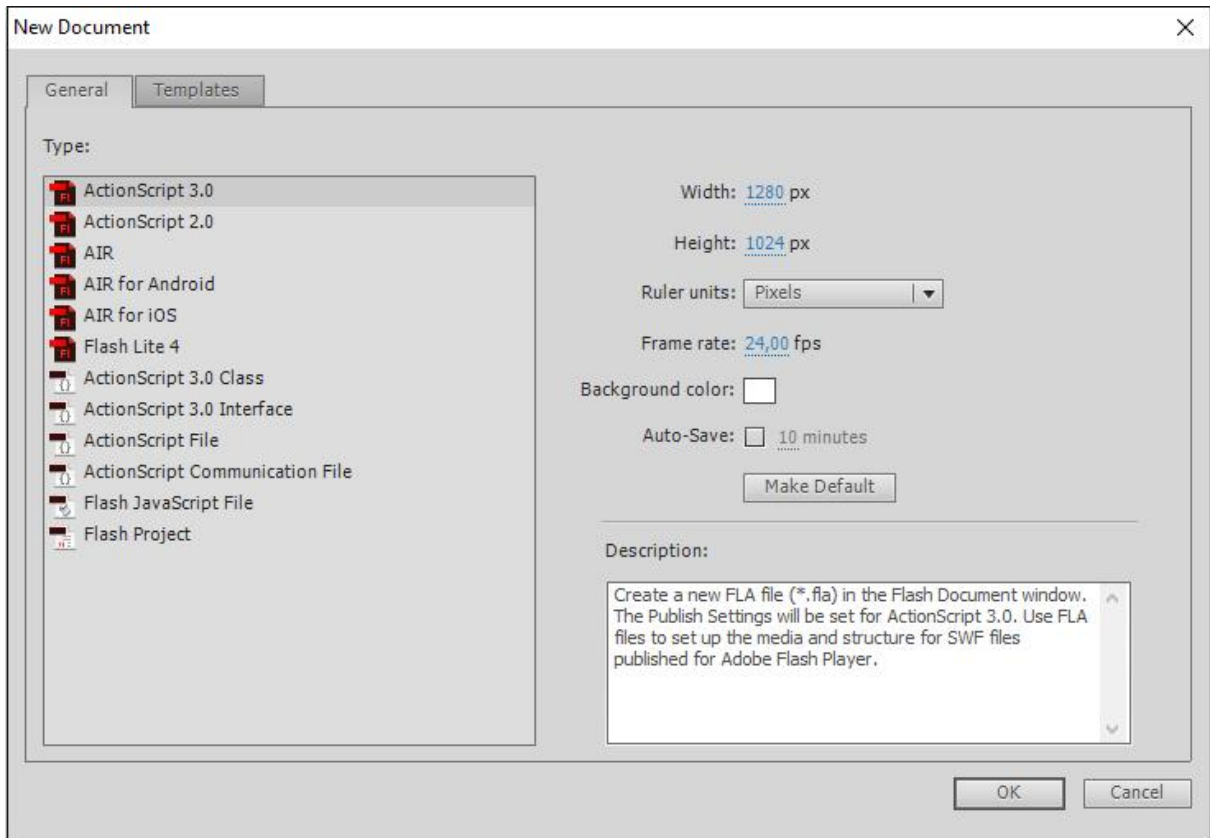 New Document
General
Templates
Type:
ActionScript 3.0
ActionScript 2.0
AIR
AIR for Android
AIR for iOS
Flash Lite 4
ActionScript 3.0 Class
ActionScript 3.0 Interface
ActionScript File
ActionScript Communication File
Flash JavaScript File
Flash Project
Width: 1280 px
Height: 1024 px
Ruler units: Pixels
Frame rate: 24,00 fps
Background color:
Auto-Save: 10 minutes
Make Default
Description:
Create a new FLA file (*.fla) in the Flash Document window.
The Publish Settings will be set for ActionScript 3.0. Use FLA
files to set up the media and structure for SWF files
published for Adobe Flash Player.
OK
Cancel